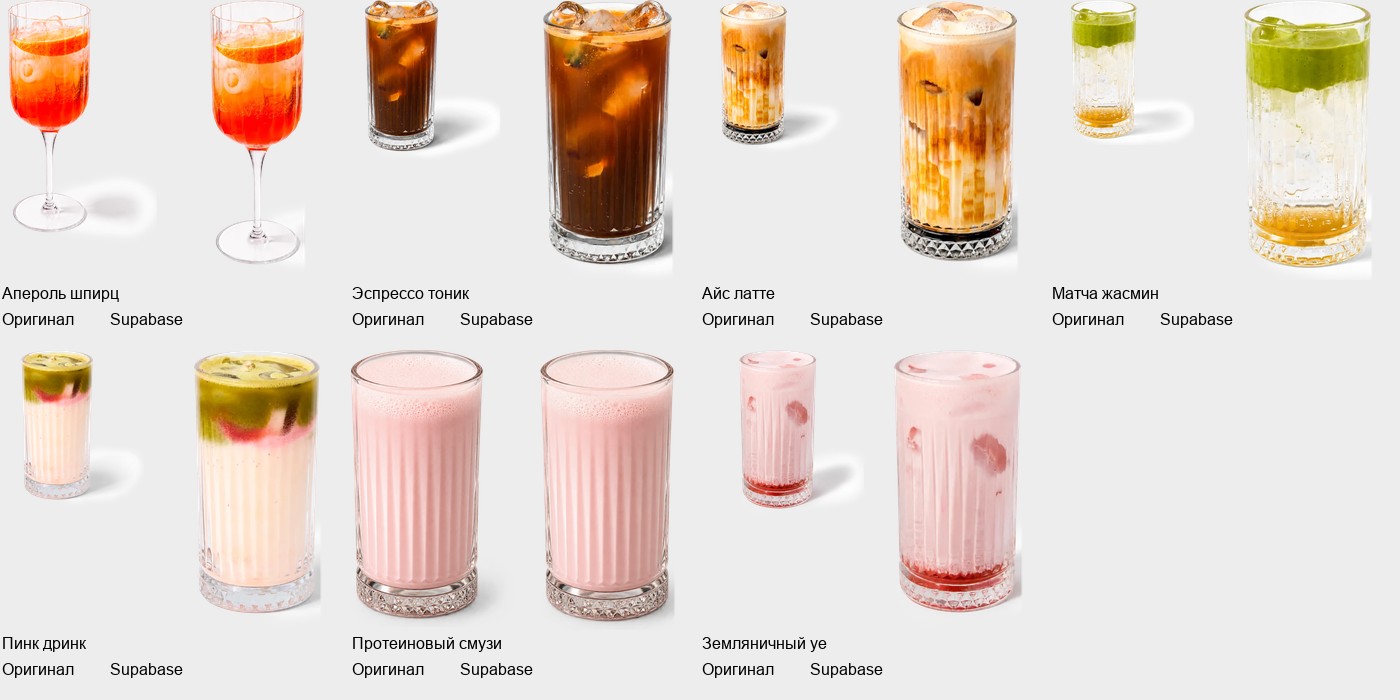 Апероль шпирц
Оригинал Supabase
Эспрессо тоник
Оригинал Supabase
Айс латте
Оригинал Supabase
Матча жасмин
Оригинал Supabase
Пинк дринк
Оригинал Supabase
Протеиновый смузи
Оригинал Supabase
Земляничный уе
Оригинал Supabase